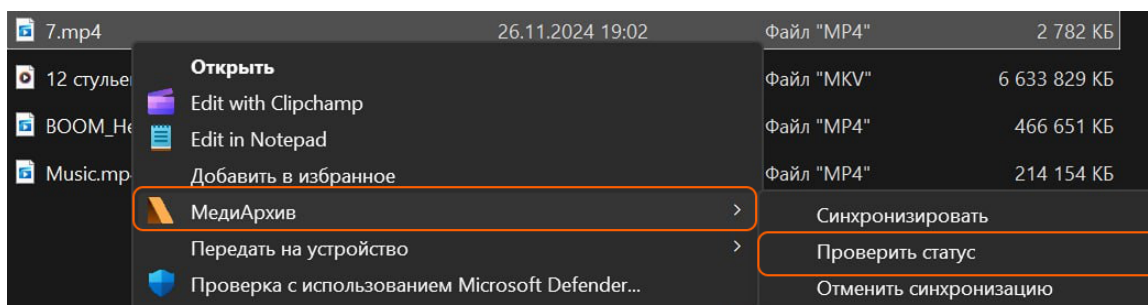 7.mp4 26.11.2024 19:02 Файл "MP4" 2 782 КБ
Открыть
12 Файл "MKV" 6 633 829 КБ
Edit with Clipchamp
BOOM_ Файл "MP4" 466 651 КБ
Edit in Notepad
Music.mp Файл "MP4" 214 154 КБ
Добавить в избранное
МедиАрхив
Синхронизировать
Передать на устройство
Проверить статус
Проверка с использованием Microsoft Defender...
Отменить синхронизацию